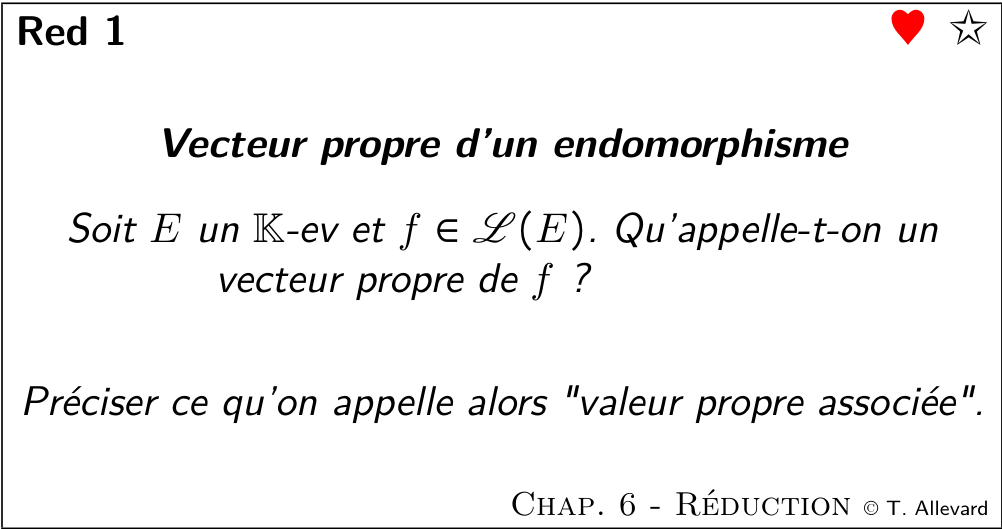 Red 1 ♥ ☆
Vecteur propre d'un endomorphisme
Soit E un 𝕂-ev et f ∈ ℒ(E). Qu'appelle-t-on un
vecteur propre de f ?
Préciser ce qu'on appelle alors "valeur propre associée".
Chap. 6 - Réduction © T. Allevard